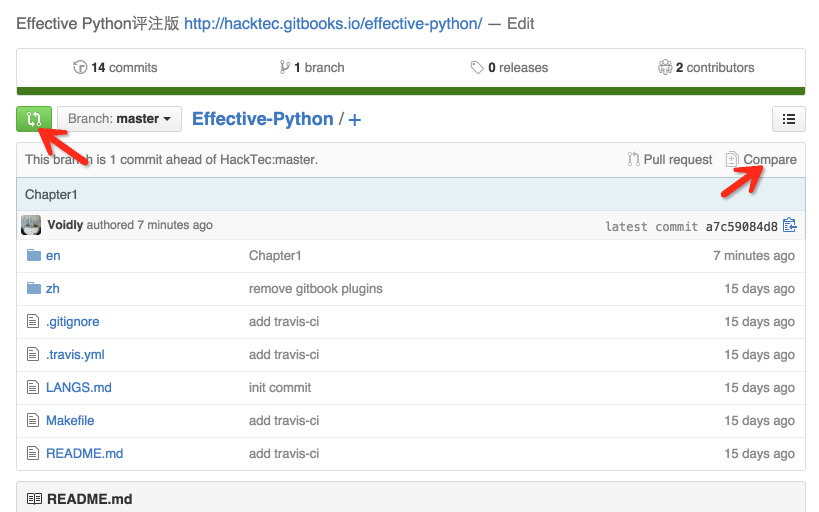 Effective Python评注版 http://hacktec.gitbooks.io/effective-python/ — Edit
14 commits 1 branch 0 releases 2 contributors
Branch: master Effective-Python / +
This branch is 1 commit ahead of HackTec:master. Pull request Compare
Chapter1
Voidly authored 7 minutes ago latest commit a7c59084d8
en Chapter1 7 minutes ago
zh remove gitbook plugins 15 days ago
.gitignore add travis-ci 15 days ago
.travis.yml add travis-ci 15 days ago
LANGS.md init commit 15 days ago
Makefile add travis-ci 15 days ago
README.md add travis-ci 15 days ago
README.md